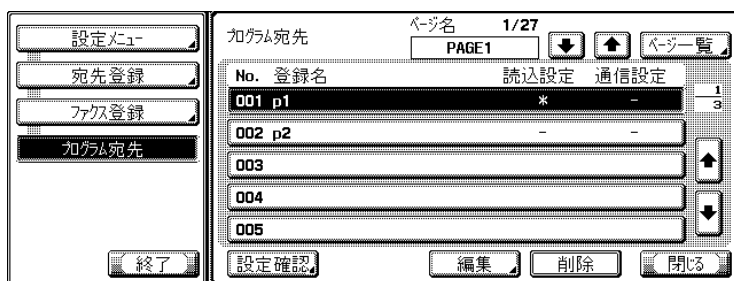 設定ﾒﾆｭｰ
宛先登録
ﾌｧｸｽ登録
ﾌﾟﾛｸﾞﾗﾑ宛先
終了
ﾌﾟﾛｸﾞﾗﾑ宛先
ﾍﾟｰｼﾞ名 1/27
PAGE1
ﾍﾟｰｼﾞ一覧
No. 登録名 読込設定 通信設定
001 p1 * -
002 p2 - -
003
004
005
1
3
設定確認 編集 削除 閉じる